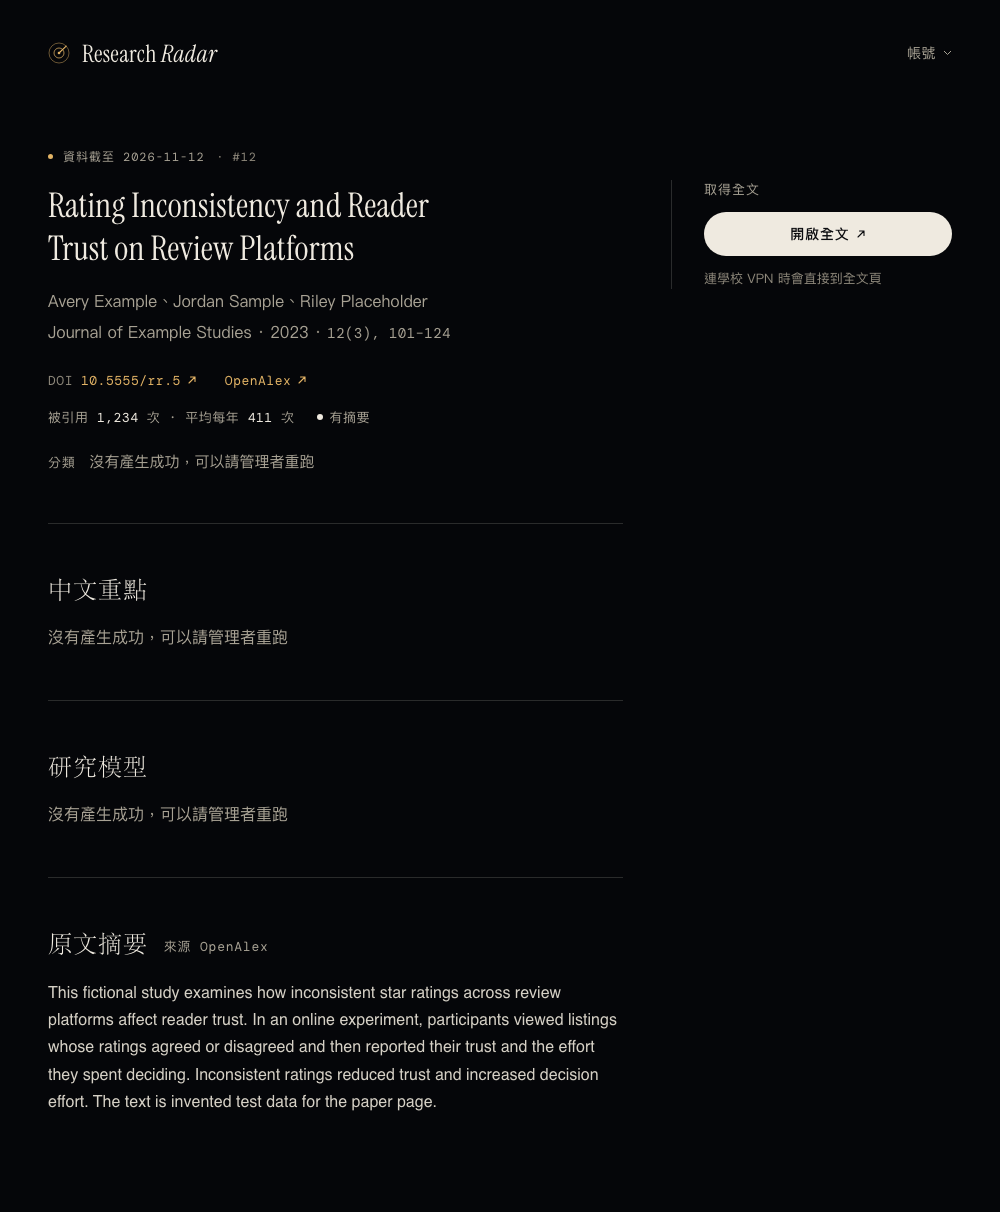 Research Radar
帳號
資料截至 2026-11-12 · #12
Rating Inconsistency and Reader
Trust on Review Platforms
Avery Example、Jordan Sample、Riley Placeholder
Journal of Example Studies · 2023 · 12(3), 101–124
DOI 10.5555/rr.5 ↗ OpenAlex ↗
被引用 1,234 次 · 平均每年 411 次 有摘要
分類 沒有產生成功，可以請管理者重跑
取得全文
開啟全文 ↗
連學校 VPN 時會直接到全文頁
中文重點
沒有產生成功，可以請管理者重跑
研究模型
沒有產生成功，可以請管理者重跑
原文摘要 來源 OpenAlex
This fictional study examines how inconsistent star ratings across review
platforms affect reader trust. In an online experiment, participants viewed listings
whose ratings agreed or disagreed and then reported their trust and the effort
they spent deciding. Inconsistent ratings reduced trust and increased decision
effort. The text is invented test data for the paper page.